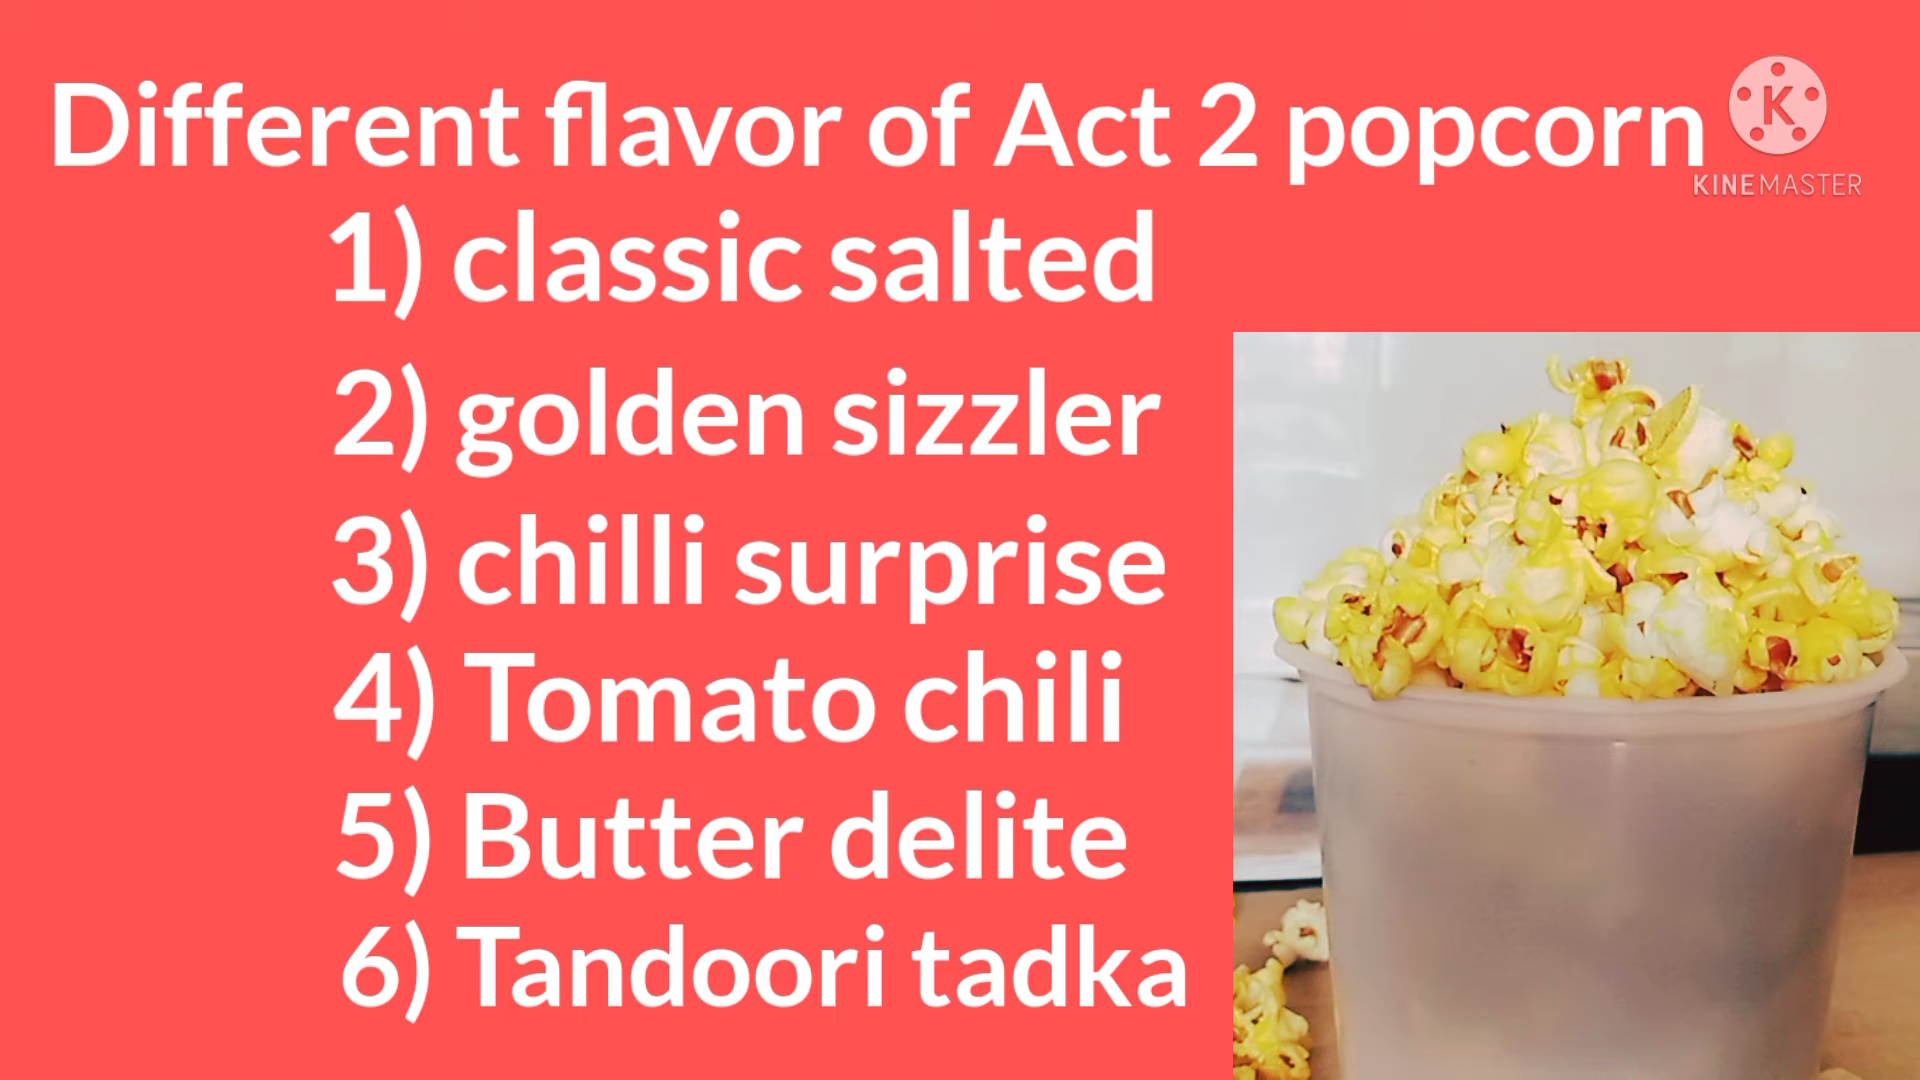 Different flavor of Act 2 popcorn
K
KINEMASTER
1) classic salted
2) golden sizzler
3) chilli surprise
4) Tomato chili
5) Butter delite
6) Tandoori tadka